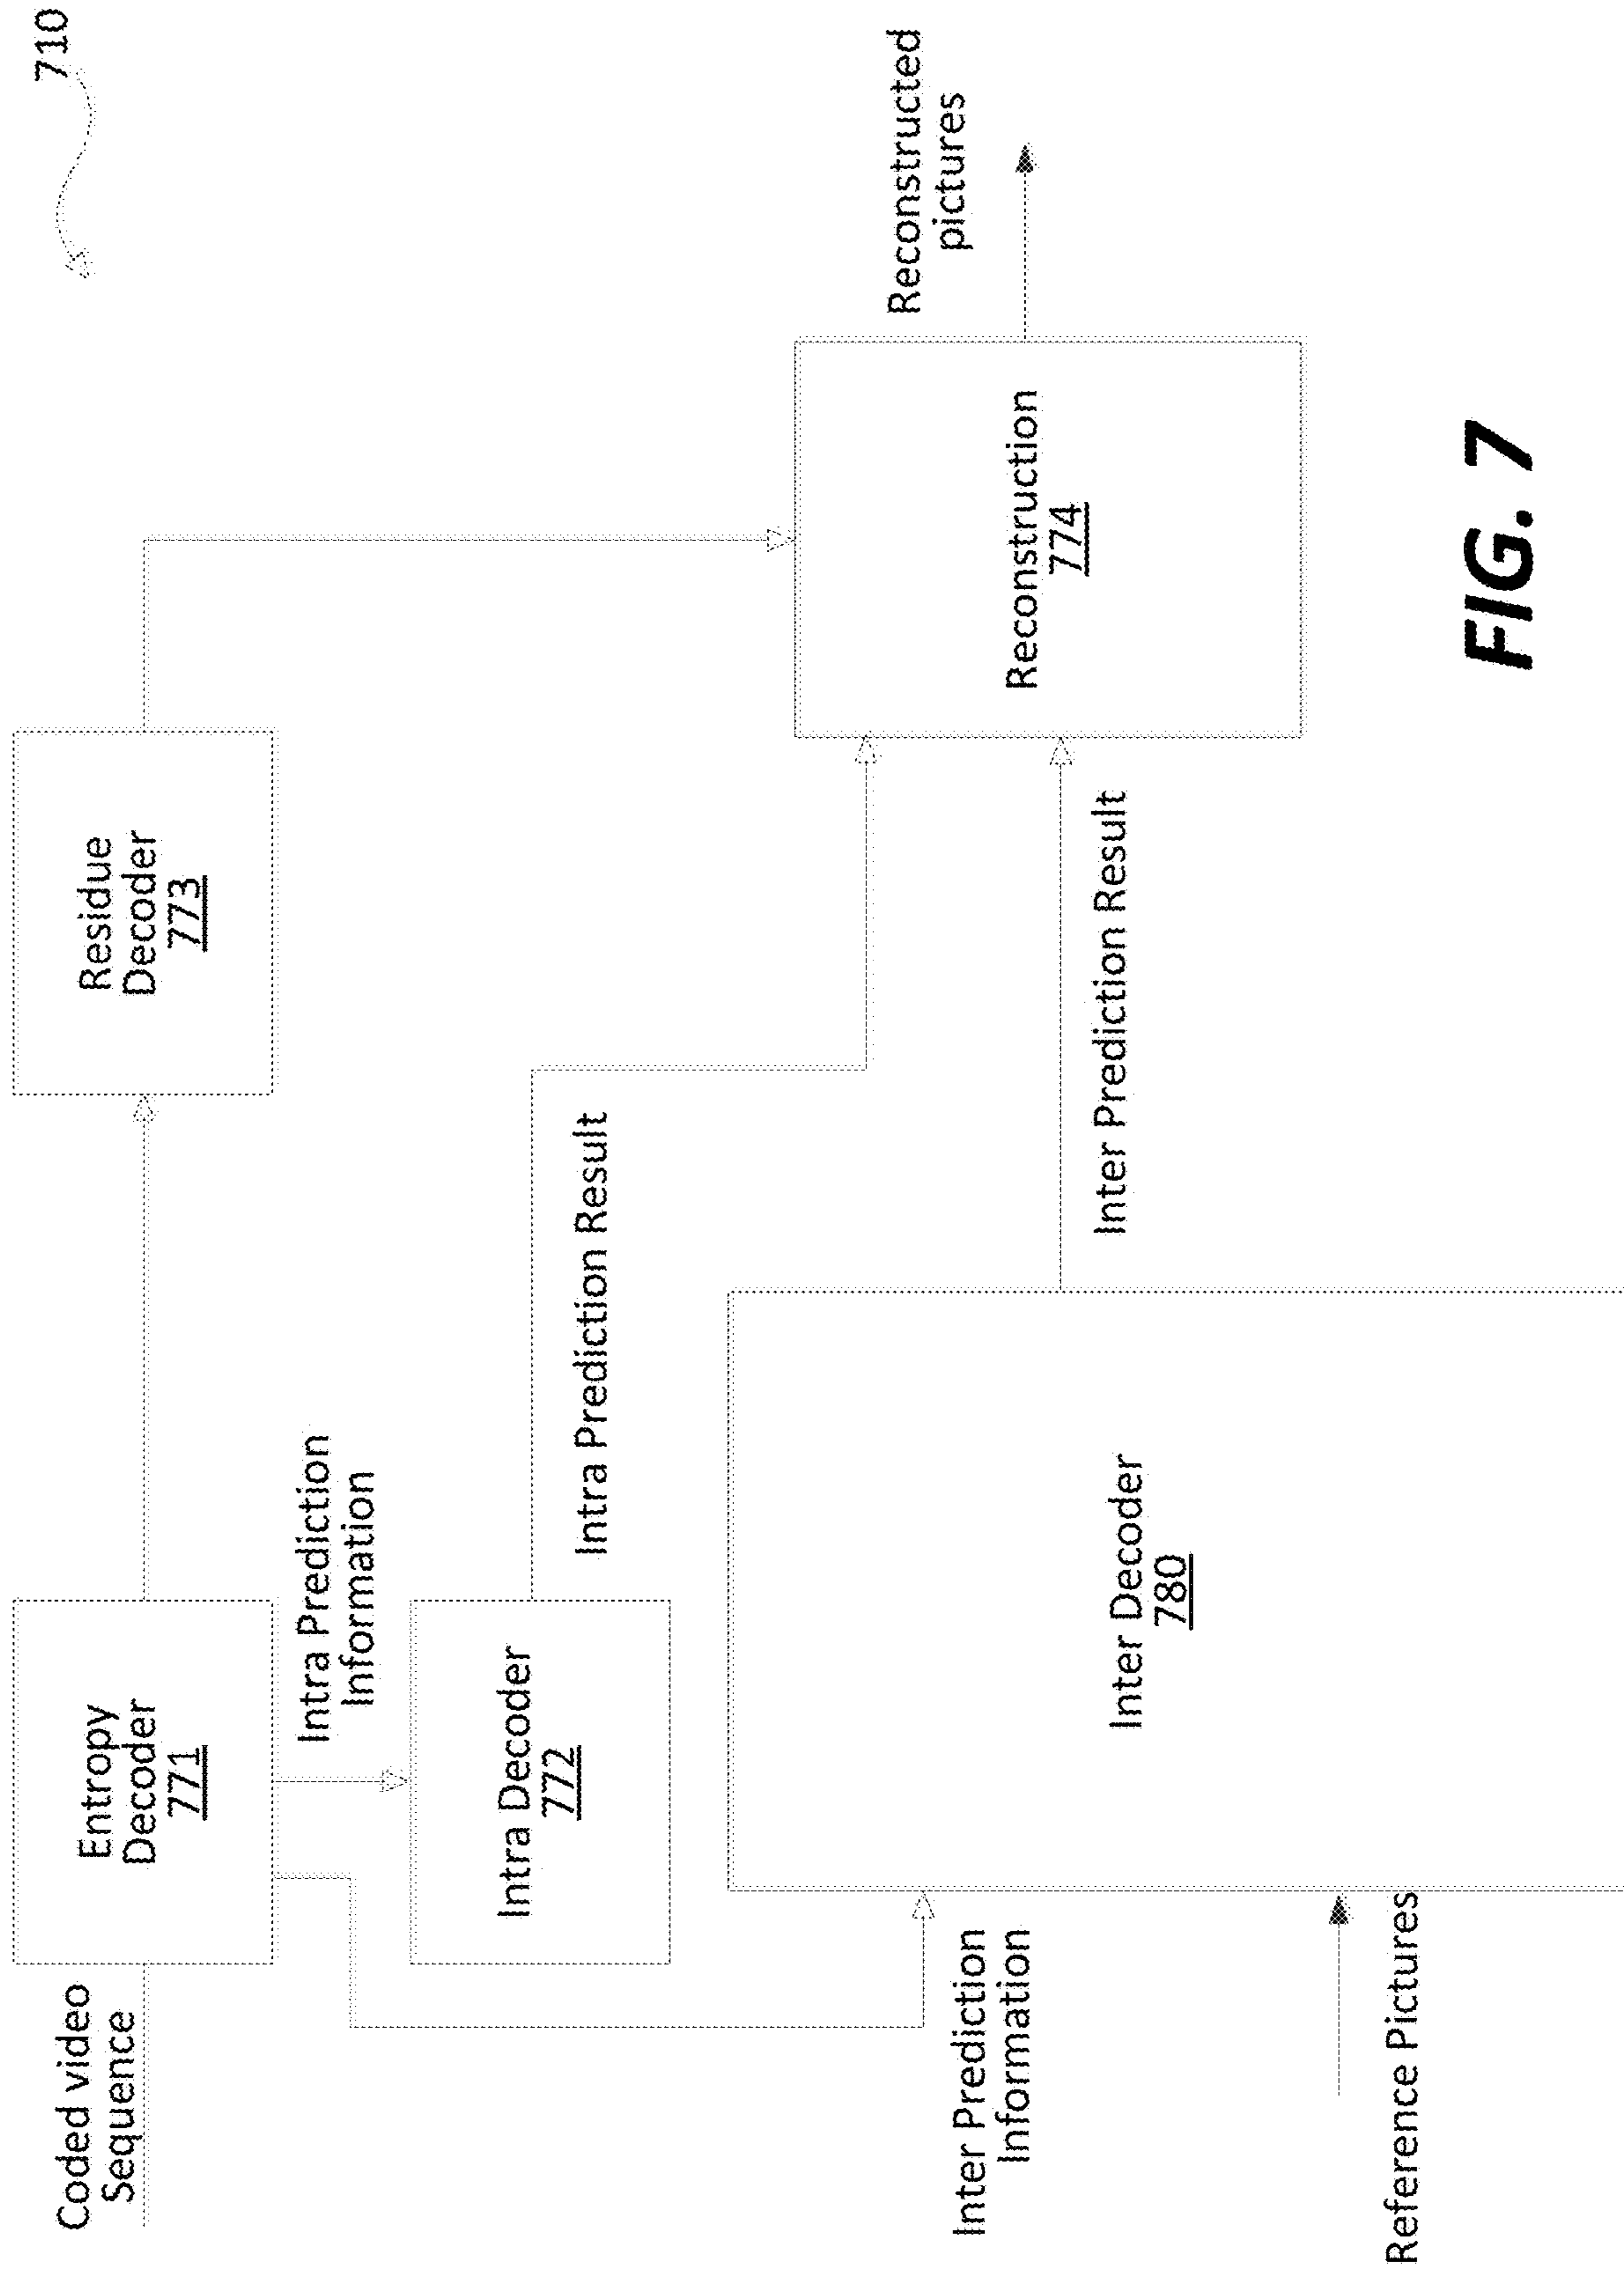 710
Coded video
Sequence
Entropy
Decoder
771
Residue
Decoder
773
Intra Prediction
Information
Intra Decoder
772
Intra Prediction Result
Reconstructed
pictures
Inter Prediction
Information
Inter Decoder
780
Inter Prediction Result
Reconstruction
774
Reference Pictures
FIG. 7